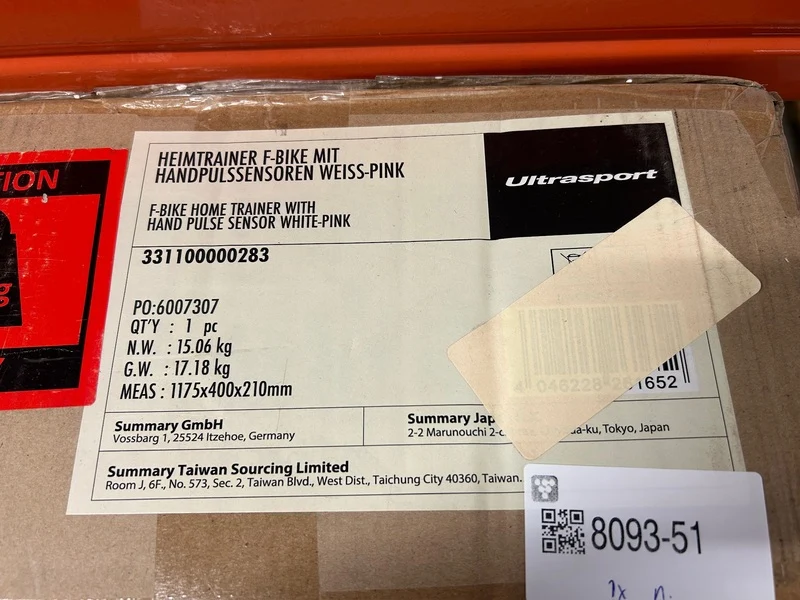 HEIMTRAINER F-BIKE MIT
HANDPULSSENSOREN WEISS-PINK
F-BIKE HOME TRAINER WITH
HAND PULSE SENSOR WHITE-PINK
Ultrasport
331100000283
PO:6007307
QT'Y : 1 pc
N.W. : 15.06 kg
G.W. : 17.18 kg
MEAS : 1175x400x210mm
1652
Summary GmbH
Vossbarg 1, 25524 Itzehoe, Germany
Summary Jap
2-2 Marunouchi 2-c da-ku, Tokyo, Japan
Summary Taiwan Sourcing Limited
Room J, 6F., No. 573, Sec. 2, Taiwan Blvd., West Dist., Taichung City 40360, Taiwan.
8093-51
1x